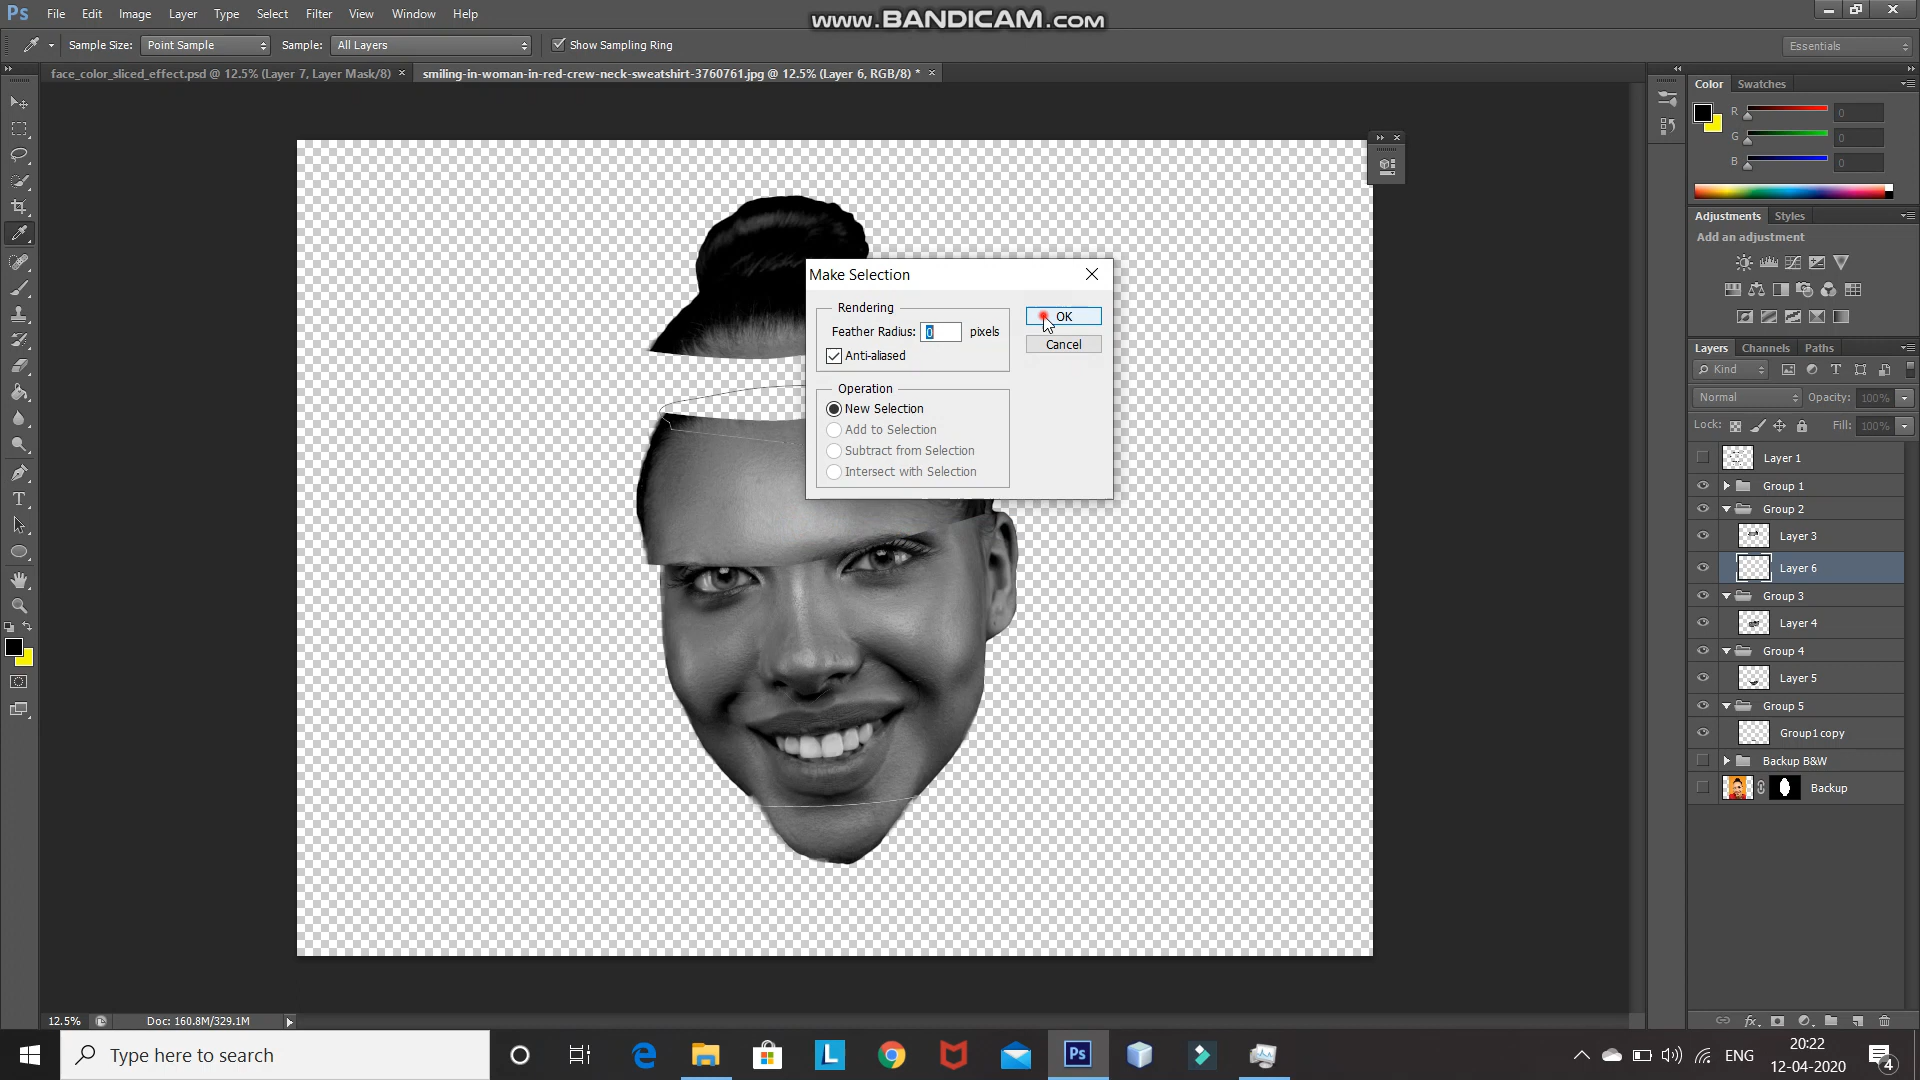 Ps File Edit Image Layer Type Select Filter View Window Help
www.BANDICAM.com
Sample Size: Point Sample Sample: All Layers Show Sampling Ring
Essentials
face_color_sliced_effect.psd @ 12.5% (Layer 7, Layer Mask/8) × smiling-in-woman-in-red-crew-neck-sweatshirt-3760761.jpg @ 12.5% (Layer 6, RGB/8) * ×
Color Swatches
R 0
G 0
B 0
Adjustments Styles
Add an adjustment
Make Selection
Rendering
Feather Radius: 0 pixels
Anti-aliased
OK
Cancel
Operation
New Selection
Add to Selection
Subtract from Selection
Intersect with Selection
Layers Channels Paths
Kind
Normal Opacity: 100%
Lock: Fill: 100%
Layer 1
Group 1
Group 2
Layer 3
Layer 6
Group 3
Layer 4
Group 4
Layer 5
Group 5
Group1 copy
Backup B&W
Backup
12.5% Doc: 160.8M/329.1M
Type here to search
ENG
20:22
12-04-2020
4